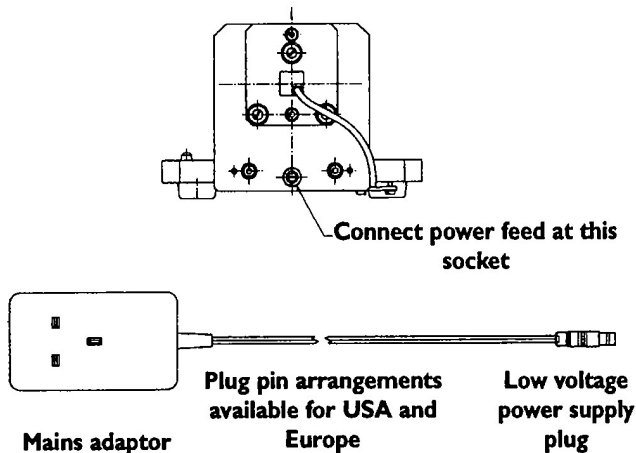 Connect power feed at this
socket
Plug pin arrangements
available for USA and
Europe
Low voltage
power supply
plug
Mains adaptor